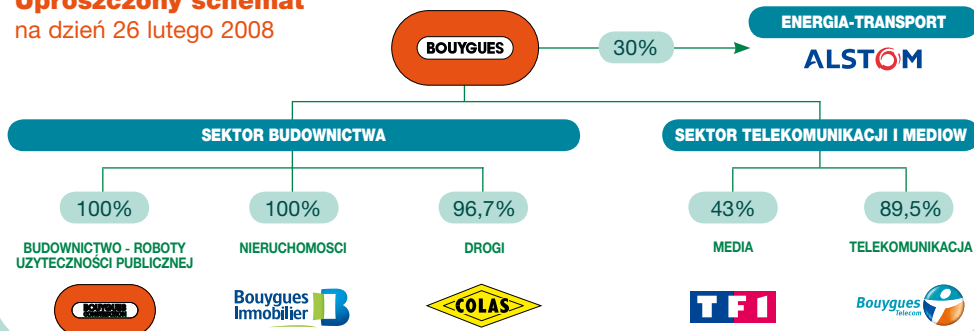 Uproszczony schemat
na dzień 26 lutego 2008
BOUYGUES
30%
ENERGIA-TRANSPORT
ALSTOM
SEKTOR BUDOWNICTWA
SEKTOR TELEKOMUNIKACJI I MEDIOW
100%
100%
96,7%
43%
89,5%
BUDOWNICTWO - ROBOTY
UZYTECZNOŚCI PUBLICZNEJ
NIERUCHOMOSCI
DROGI
MEDIA
TELEKOMUNIKACJA
BOUYGUES
CONSTRUCTION
Bouygues
Immobilier
COLAS
TF1
Bouygues
Telecom